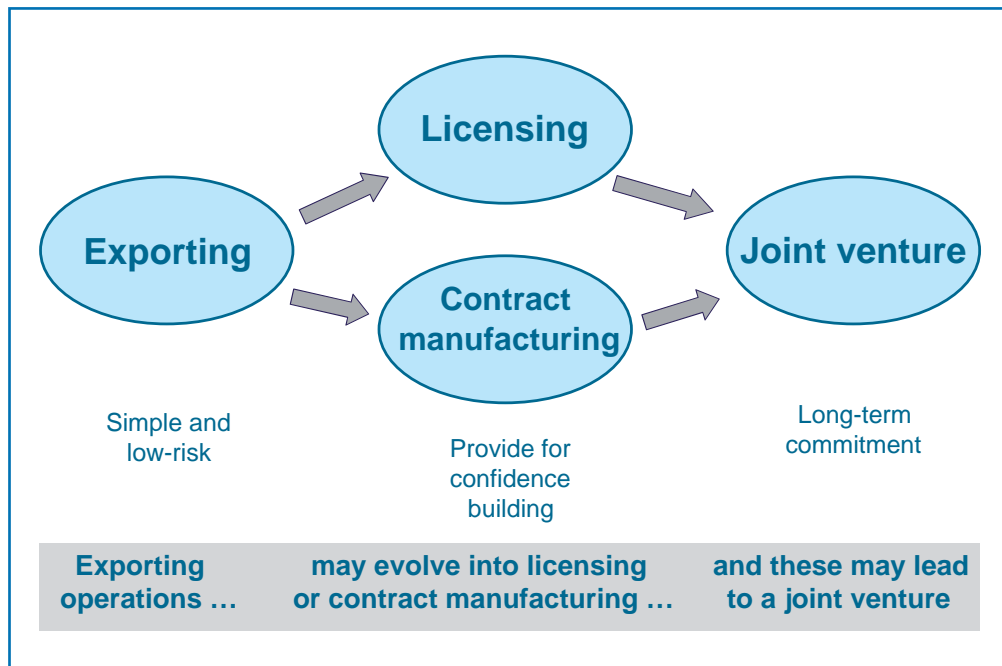 Licensing
Exporting
Joint venture
Contract
manufacturing
Simple and
low-risk
Provide for
confidence
building
Long-term
commitment
Exporting
operations …
may evolve into licensing
or contract manufacturing …
and these may lead
to a joint venture